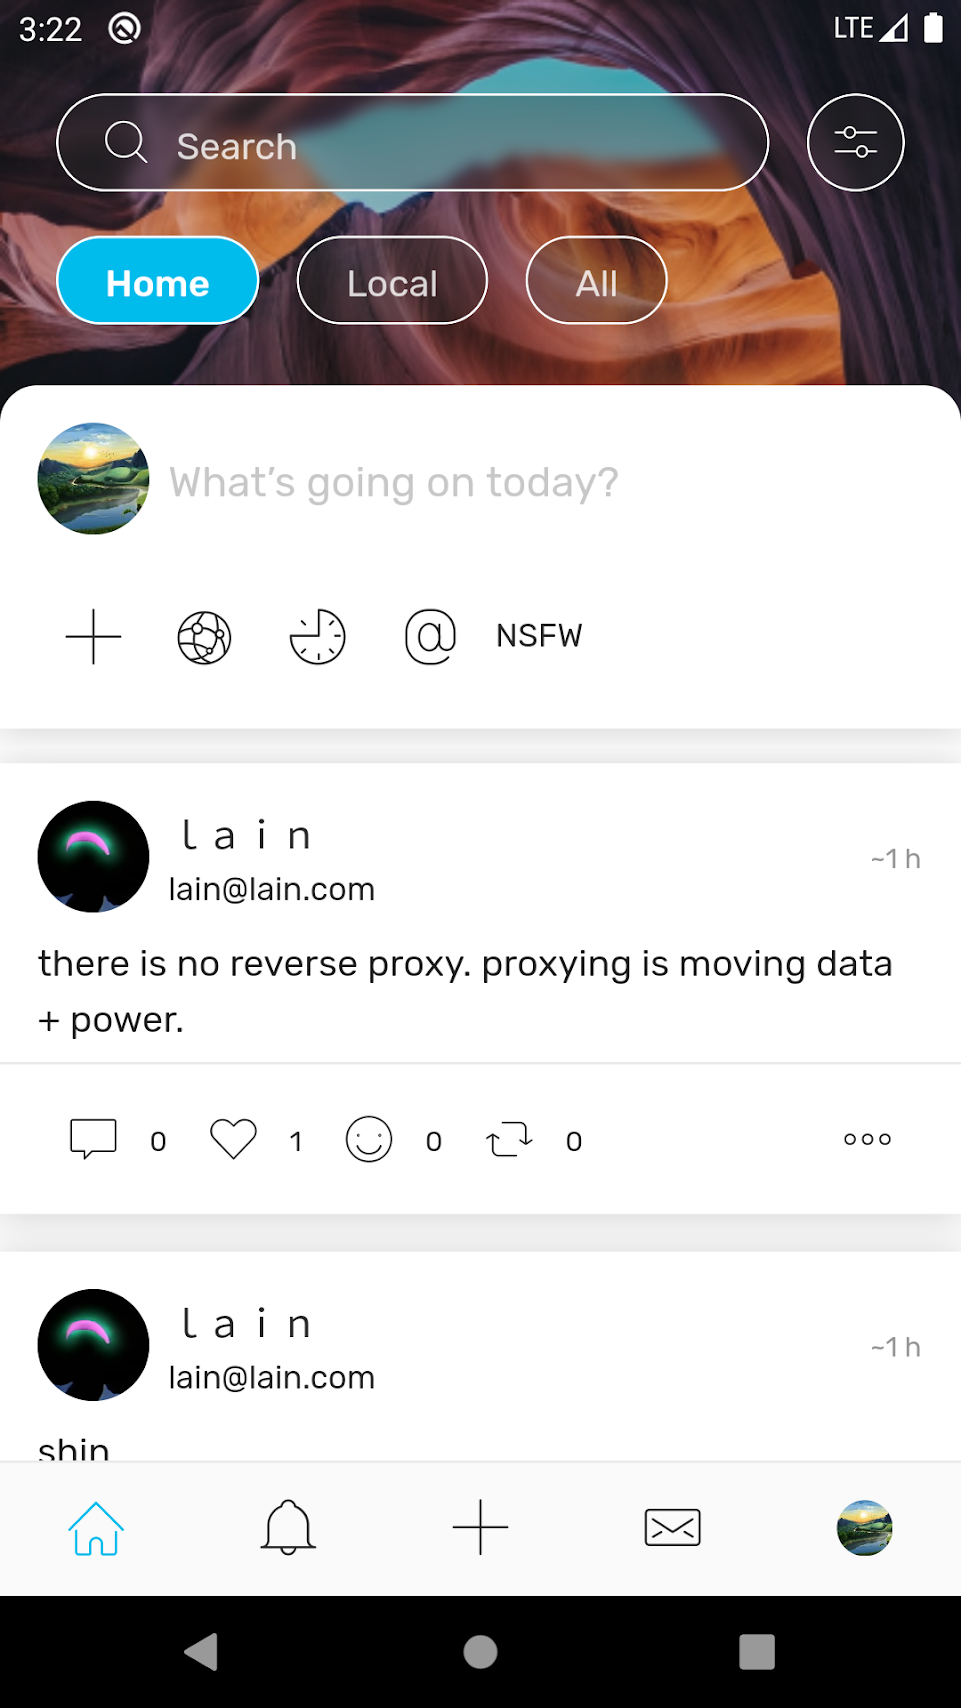 3:22 LTE
Search
Home Local All
What's going on today?
NSFW
l a i n
lain@lain.com
~1 h
there is no reverse proxy. proxying is moving data
+ power.
0 1 0 0
l a i n
lain@lain.com
~1 h
shin